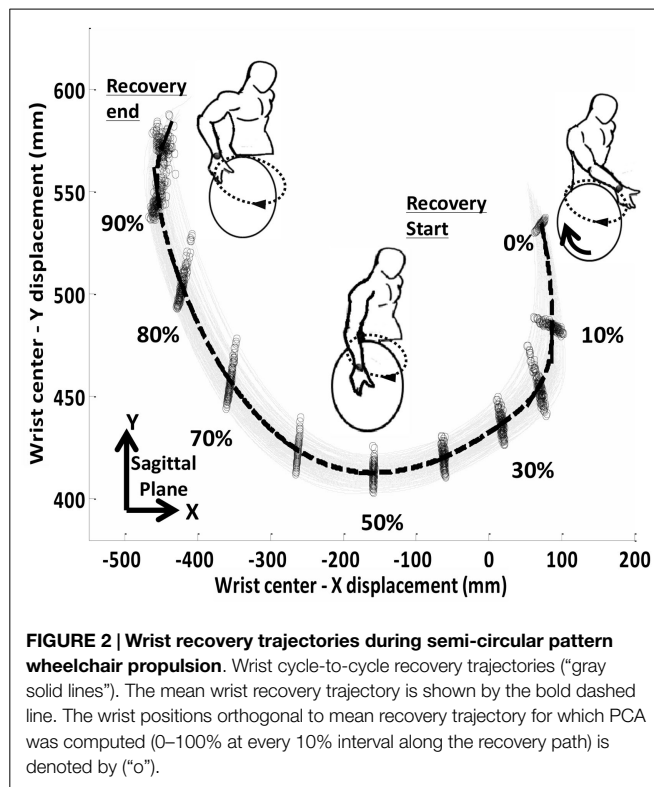 600
550
500
450
400
Wrist center - Y displacement (mm)
Recovery
end
Recovery
Start
0%
10%
30%
50%
70%
80%
90%
Y
Sagittal
Plane
X
-500 -400 -300 -200 -100 0 100 200
Wrist center - X displacement (mm)
FIGURE 2 | Wrist recovery trajectories during semi-circular pattern
wheelchair propulsion. Wrist cycle-to-cycle recovery trajectories (“gray
solid lines”). The mean wrist recovery trajectory is shown by the bold dashed
line. The wrist positions orthogonal to mean recovery trajectory for which PCA
was computed (0–100% at every 10% interval along the recovery path) is
denoted by (“o”).